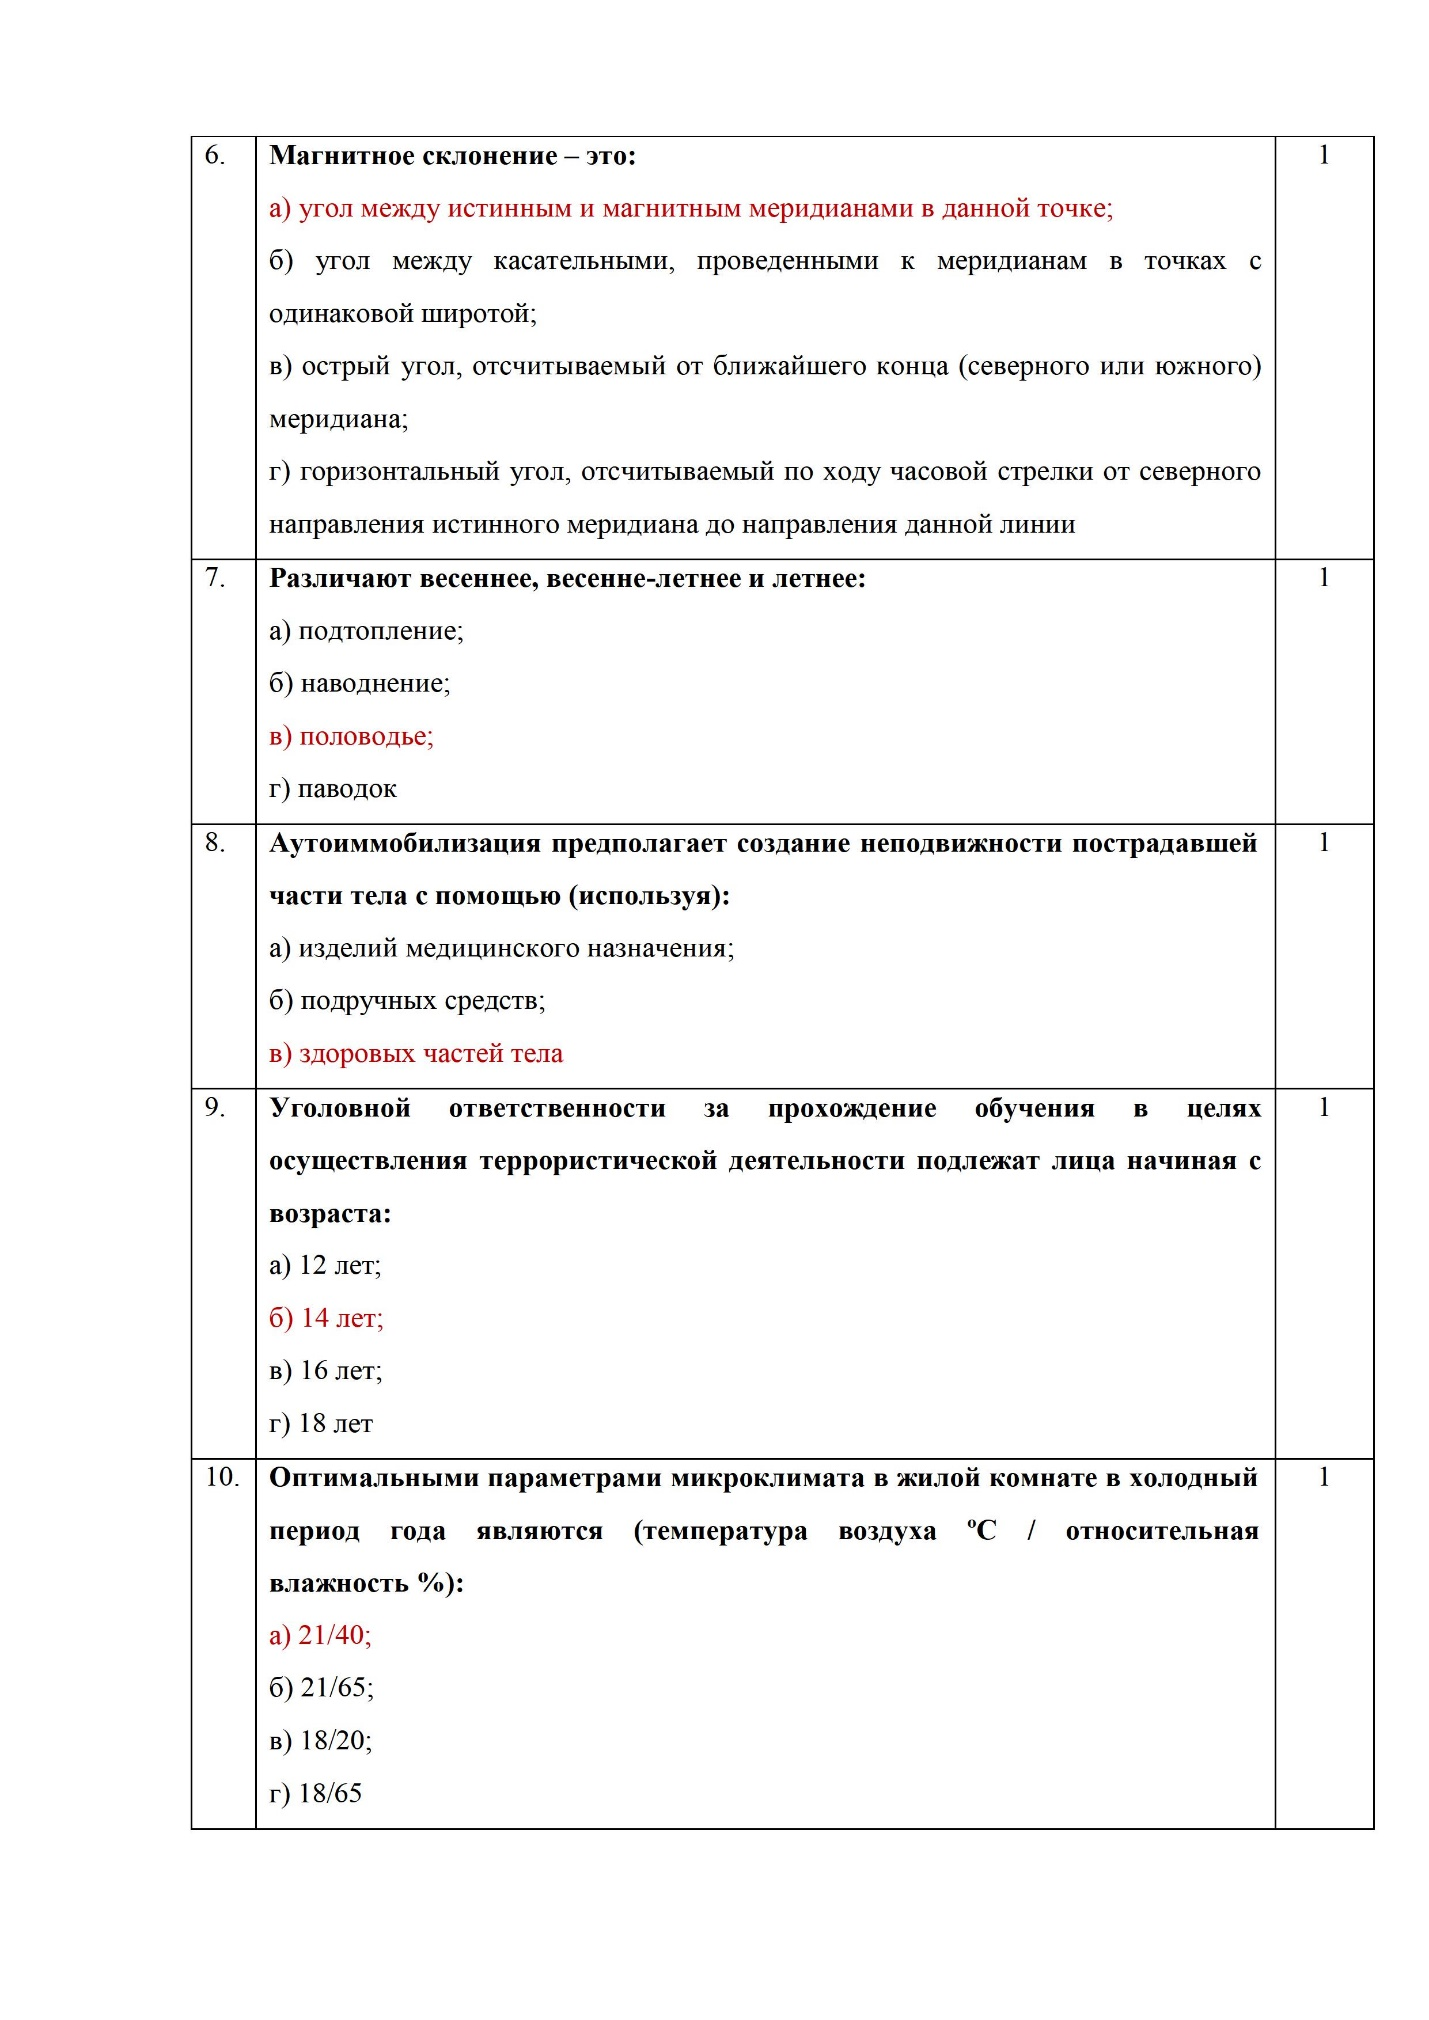 6. Магнитное склонение – это: 1
а) угол между истинным и магнитным меридианами в данной точке;
б) угол между касательными, проведенными к меридианам в точках с
одинаковой широтой;
в) острый угол, отсчитываемый от ближайшего конца (северного или южного)
меридиана;
г) горизонтальный угол, отсчитываемый по ходу часовой стрелки от северного
направления истинного меридиана до направления данной линии
7. Различают весеннее, весенне-летнее и летнее: 1
а) подтопление;
б) наводнение;
в) половодье;
г) паводок
8. Аутоиммобилизация предполагает создание неподвижности пострадавшей 1
части тела с помощью (используя):
а) изделий медицинского назначения;
б) подручных средств;
в) здоровых частей тела
9. Уголовной ответственности за прохождение обучения в целях 1
осуществления террористической деятельности подлежат лица начиная с
возраста:
а) 12 лет;
б) 14 лет;
в) 16 лет;
г) 18 лет
10. Оптимальными параметрами микроклимата в жилой комнате в холодный 1
период года являются (температура воздуха ºС / относительная
влажность %):
а) 21/40;
б) 21/65;
в) 18/20;
г) 18/65